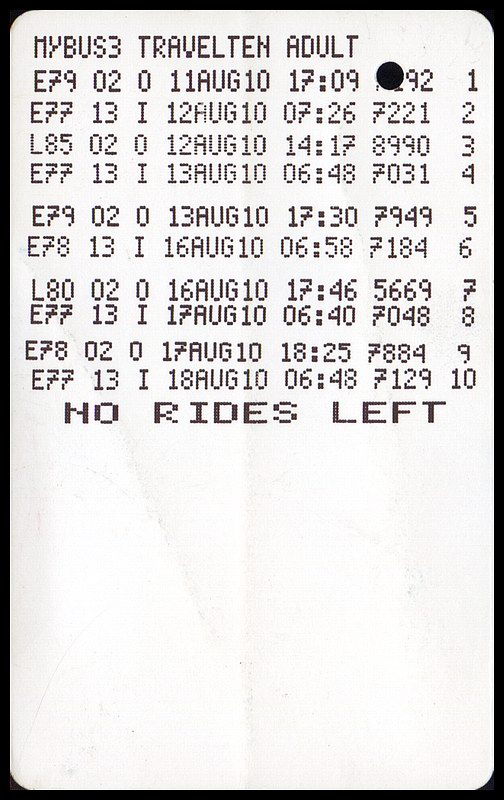 MYBUS3 TRAVELTEN ADULT
E79 02 O 11AUG10 17:09 1
E77 13 I 12AUG10 07:26 7221 2
L85 02 O 12AUG10 14:17 8990 3
E77 13 I 13AUG10 06:48 7031 4
E79 02 O 13AUG10 17:30 7949 5
E78 13 I 16AUG10 06:58 7184 6
L80 02 O 16AUG10 17:46 5669 7
E77 13 I 17AUG10 06:40 7048 8
E78 02 O 17AUG10 18:25 7884 9
E77 13 I 18AUG10 06:48 7129 10
NO RIDES LEFT